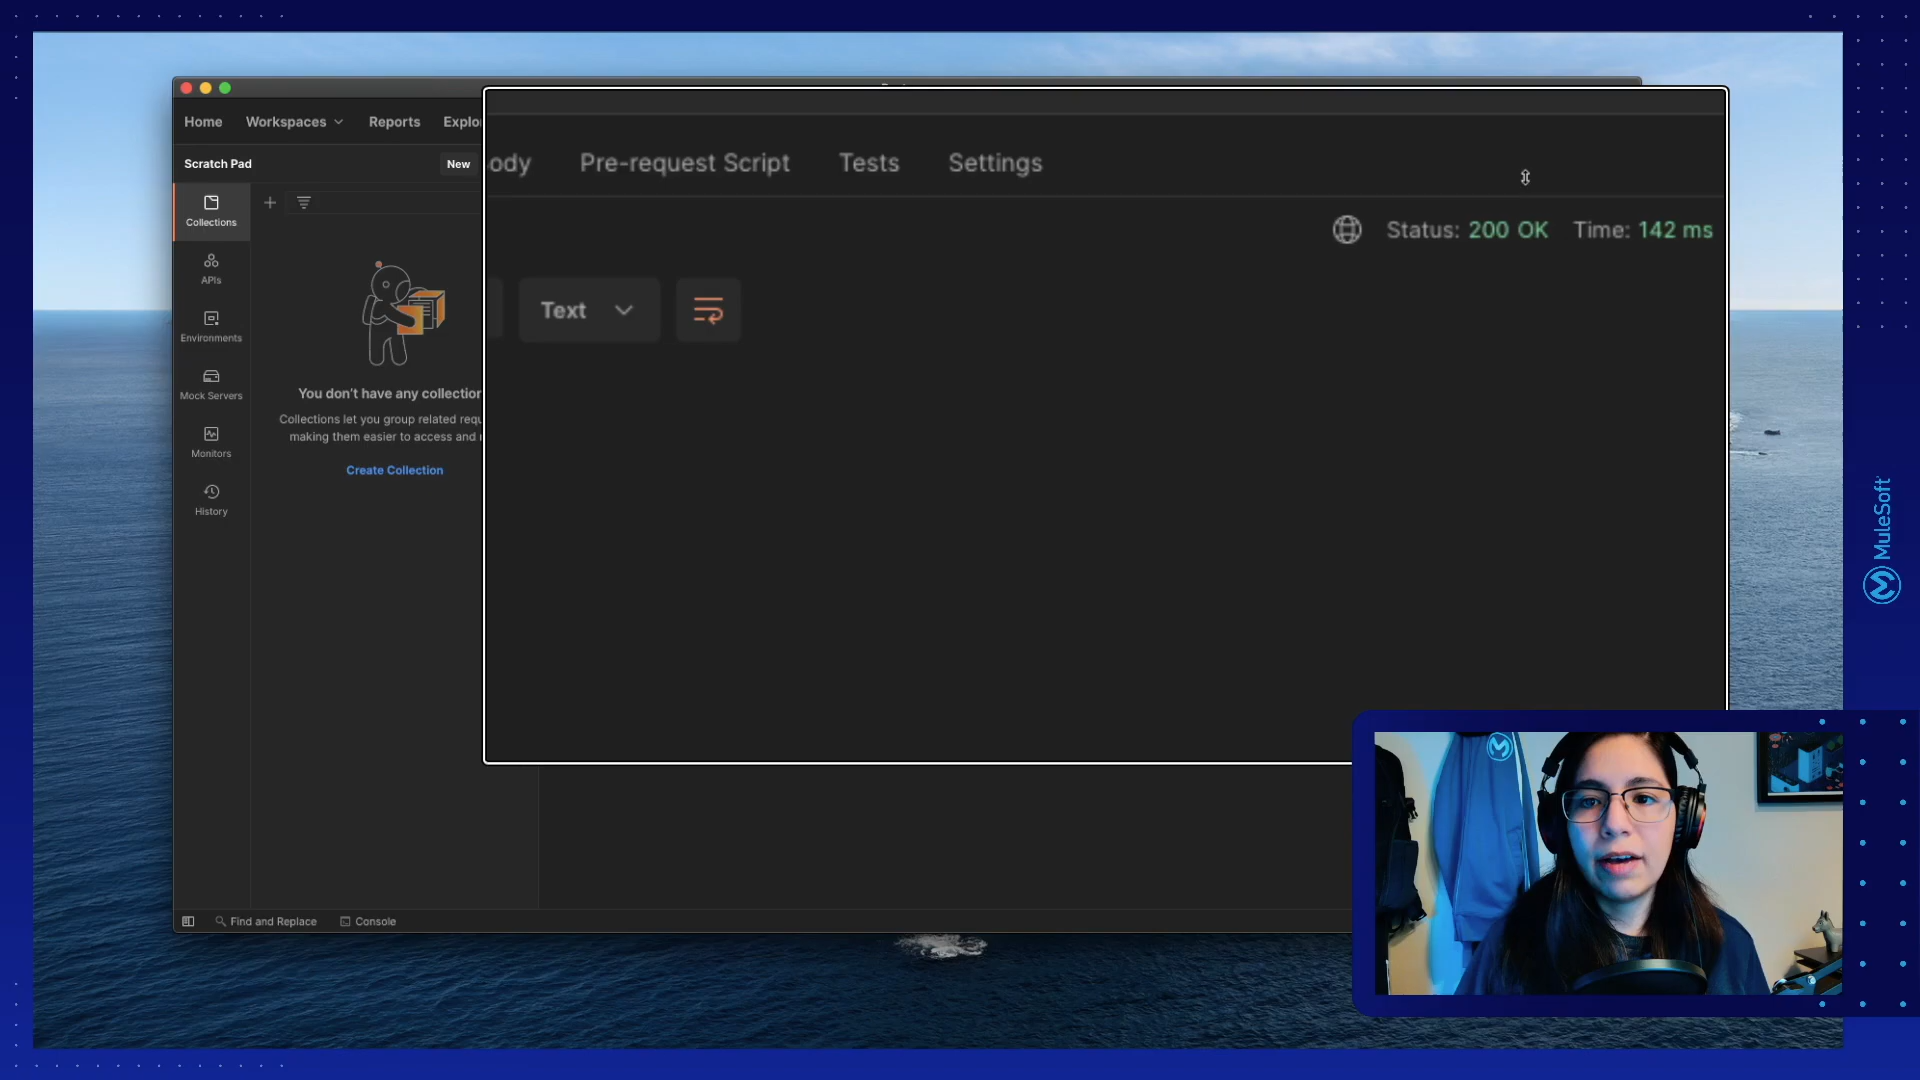 Home Workspaces Reports Explo
Scratch Pad New
ody Pre-request Script Tests Settings
Collections
Status: 200 OK Time: 142 ms
APIs
Text
Environments
Mock Servers
You don't have any collection
Collections let you group related requ
making them easier to access and
Monitors
Create Collection
History
Find and Replace Console
MuleSoft